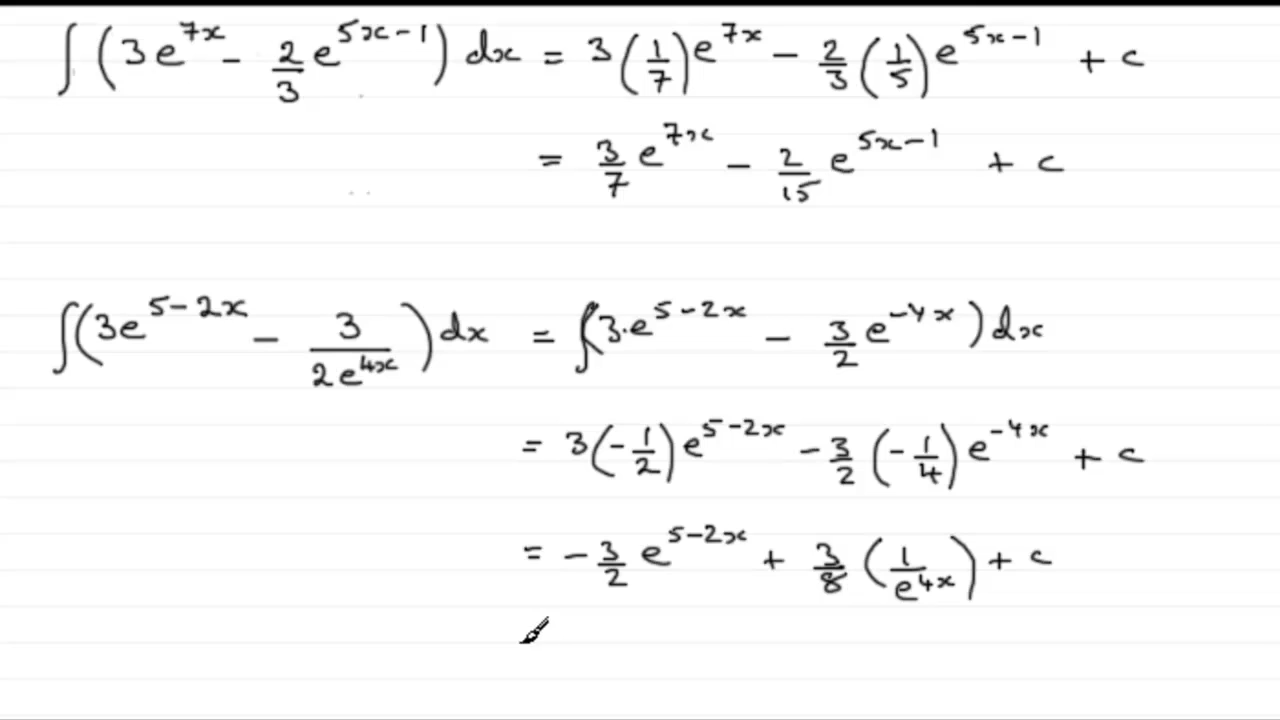 ∫(3e^{7x} - 2/3 e^{5x-1}) dx = 3(1/7)e^{7x} - 2/3(1/5)e^{5x-1} + c
= 3/7 e^{7x} - 2/15 e^{5x-1} + c
∫(3e^{5-2x} - 3/(2e^{4x})) dx = ∫(3·e^{5-2x} - 3/2 e^{-4x}) dx
= 3(-1/2)e^{5-2x} - 3/2(-1/4)e^{-4x} + c
= -3/2 e^{5-2x} + 3/8 (1/e^{4x}) + c